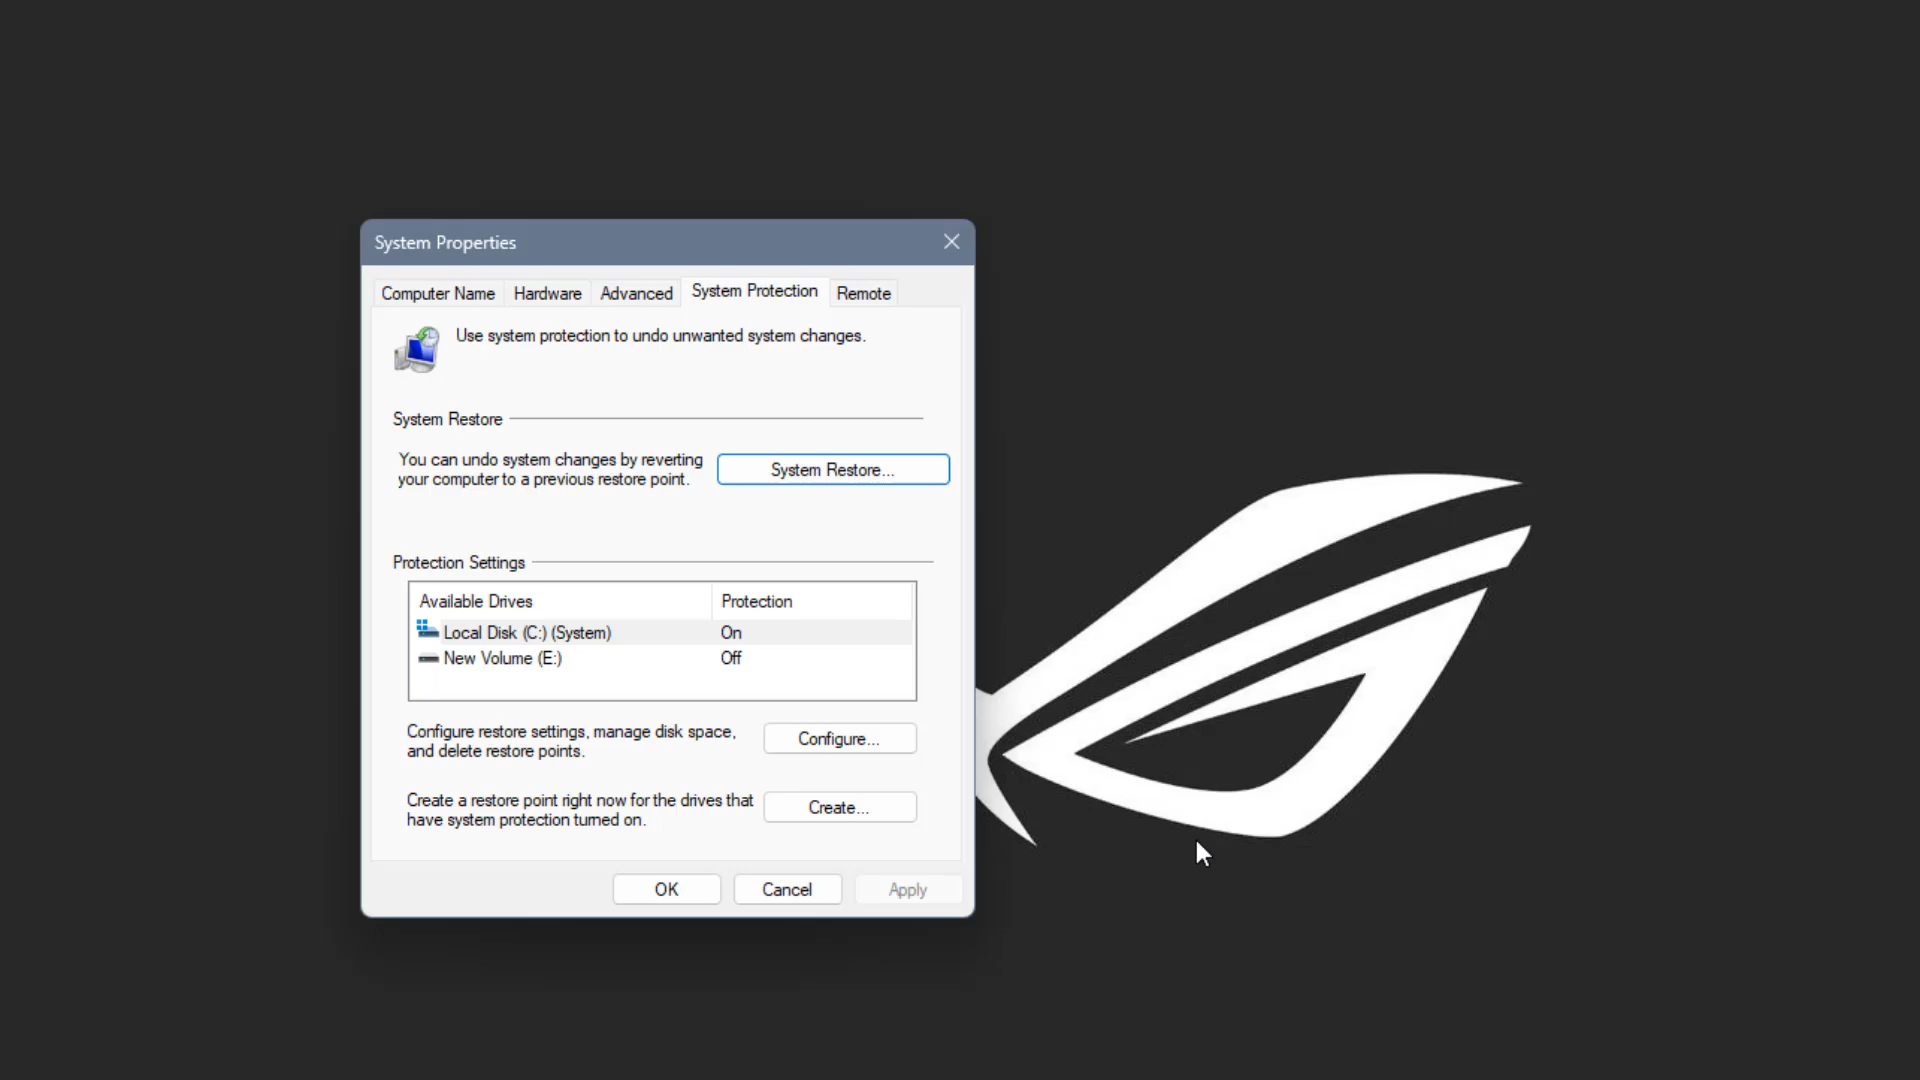 System Properties
Computer Name Hardware Advanced System Protection Remote
Use system protection to undo unwanted system changes.
System Restore
You can undo system changes by reverting
your computer to a previous restore point.
System Restore...
Protection Settings
Available Drives Protection
Local Disk (C:) (System) On
New Volume (E:) Off
Configure restore settings, manage disk space,
and delete restore points.
Configure...
Create a restore point right now for the drives that
have system protection turned on.
Create...
OK Cancel Apply